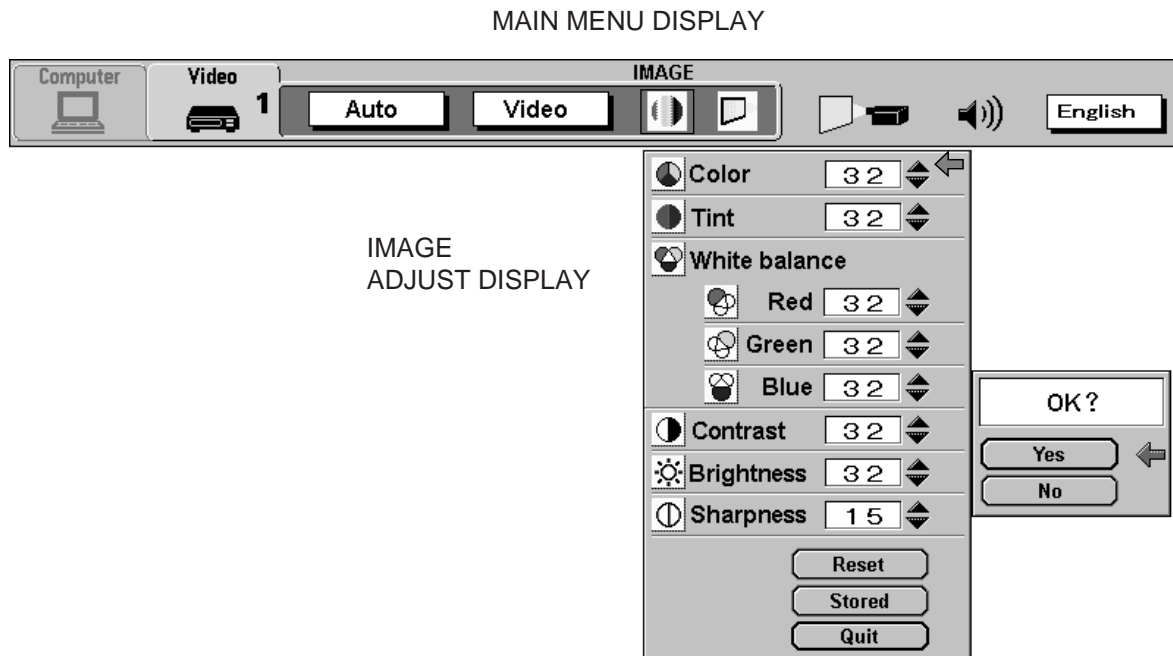 MAIN MENU DISPLAY
Computer Video IMAGE
1 Auto Video English
Color 32
Tint 32
IMAGE
ADJUST DISPLAY
White balance
Red 32
Green 32
Blue 32
OK?
Contrast 32
Yes
Brightness 32
No
Sharpness 15
Reset
Stored
Quit